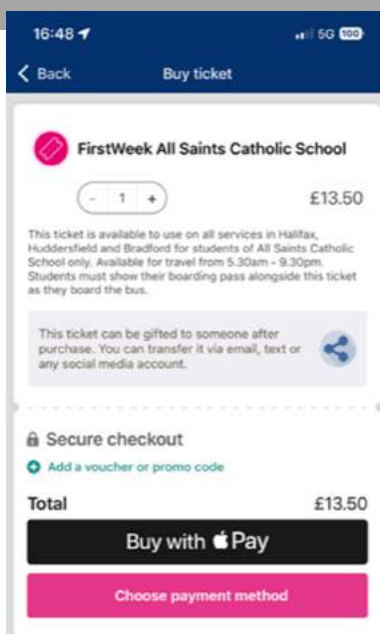 16:48
5G 100
Back Buy ticket
FirstWeek All Saints Catholic School
- 1 + £13.50
This ticket is available to use on all services in Halifax,
Huddersfield and Bradford for students of All Saints Catholic
School only. Available for travel from 5.30am - 9.30pm.
Students must show their boarding pass alongside this ticket
as they board the bus.
This ticket can be gifted to someone after
purchase. You can transfer it via email, text or
any social media account.
Secure checkout
Add a voucher or promo code
Total £13.50
Buy with Pay
Choose payment method